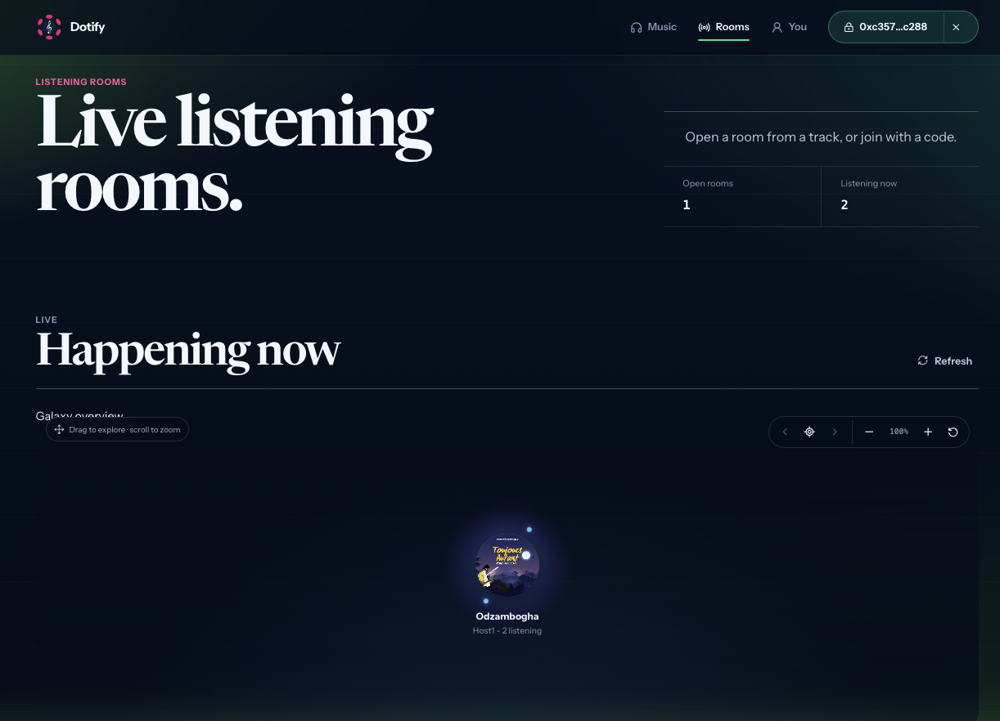 Dotify
Music
Rooms
You
0xc357...c288
LISTENING ROOMS
Live listening
rooms.
Open a room from a track, or join with a code.
Open rooms
1
Listening now
2
LIVE
Happening now
Refresh
Galaxy overview
Drag to explore · scroll to zoom
100%
Toujours
Autant
Odzambogha
Host1 - 2 listening